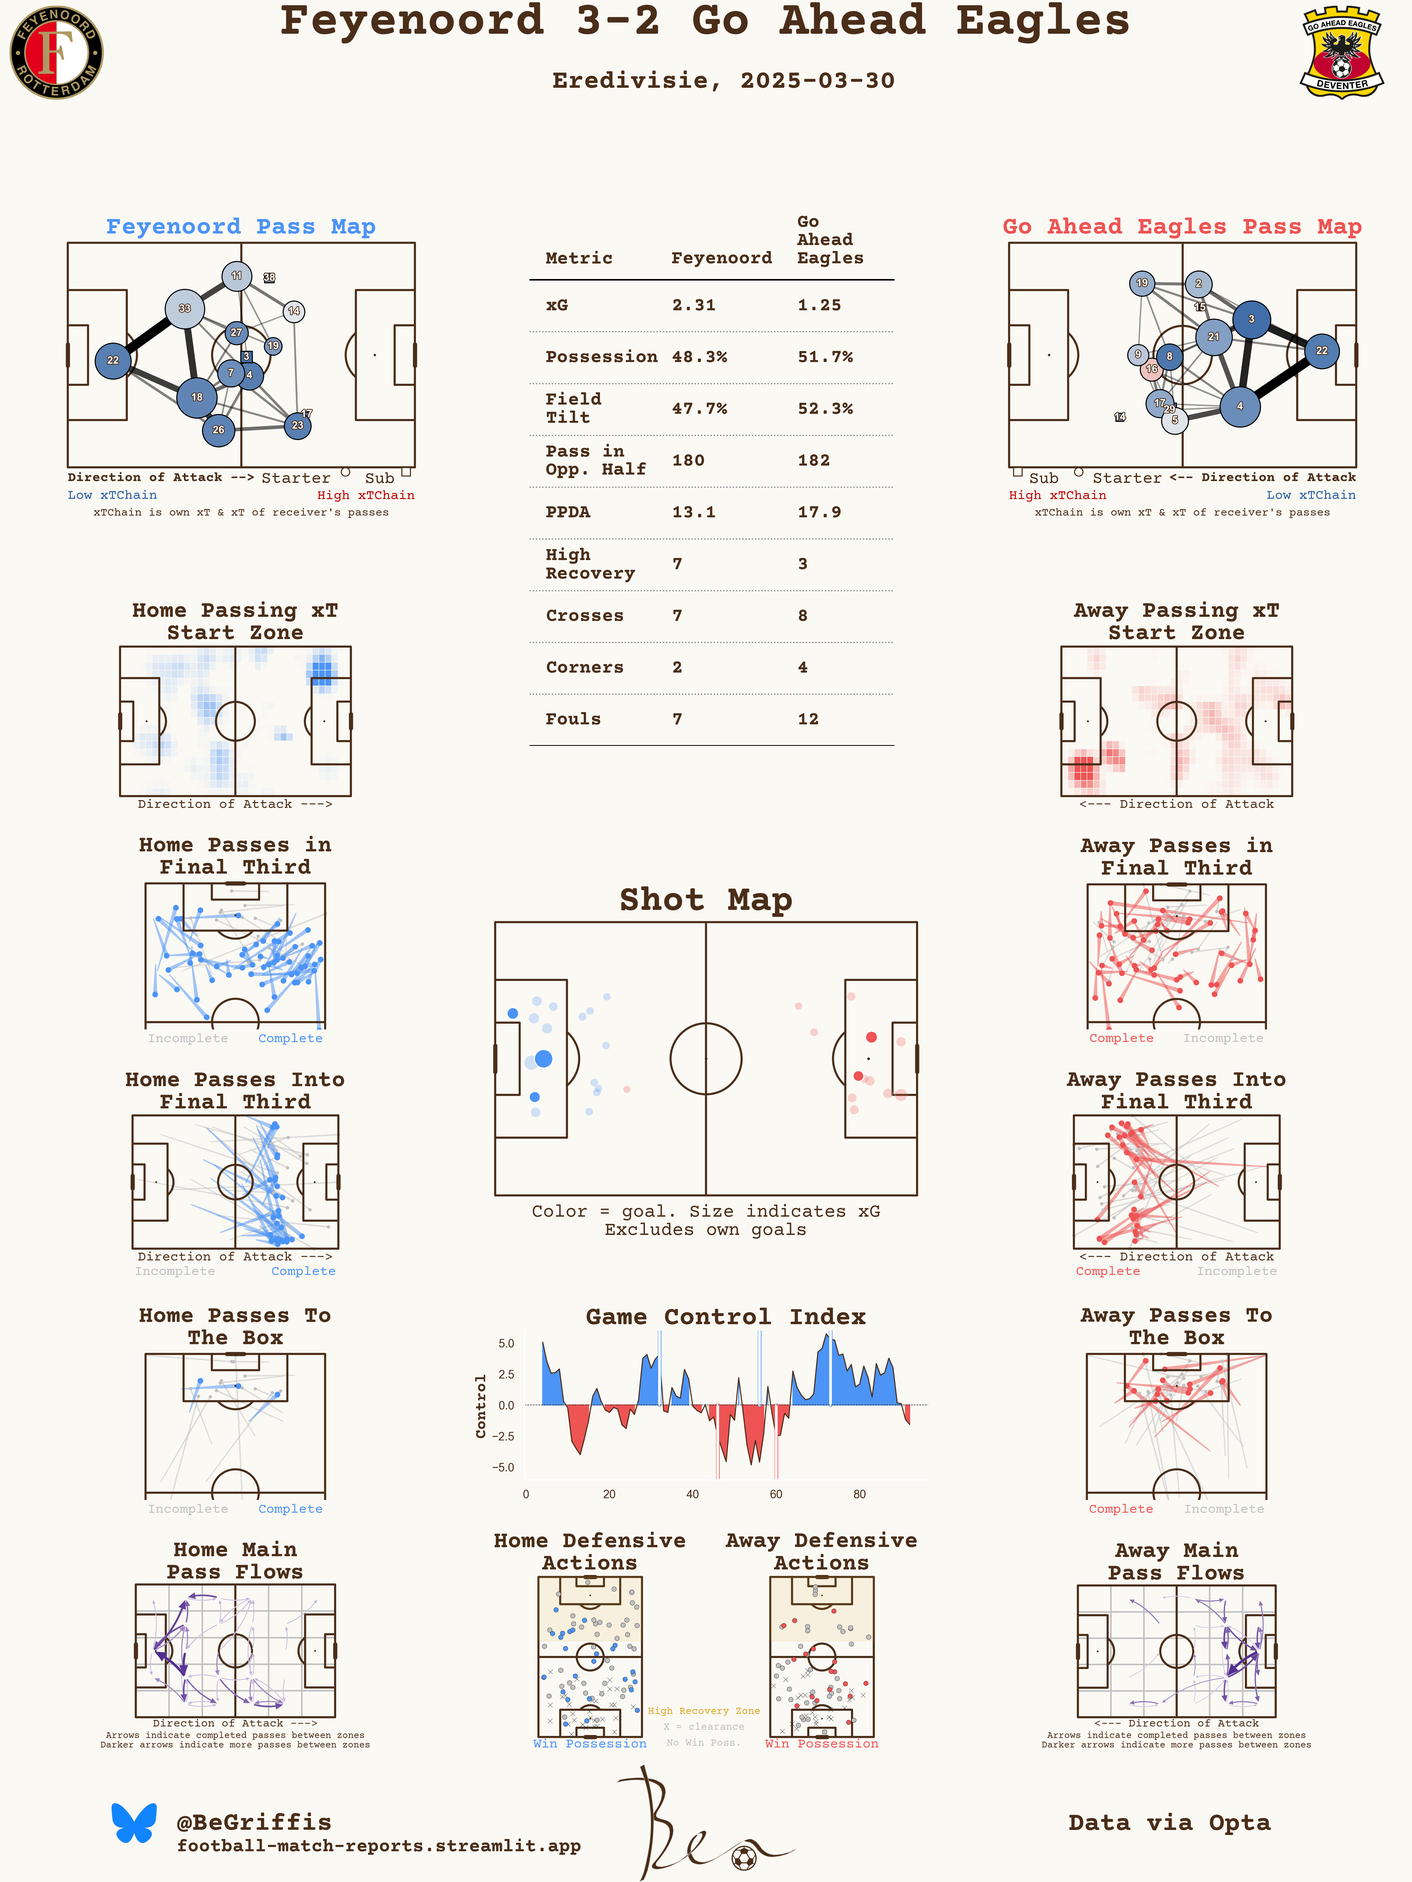 Feyenoord 3-2 Go Ahead Eagles
Eredivisie, 2025-03-30
FEYENOORD
ROTTERDAM
GO AHEAD EAGLES
DEVENTER
Feyenoord Pass Map
11
38
33
14
27
19
3
22
7
4
18
17
26
23
Direction of Attack --> Starter Sub
Low xTChain High xTChain
xTChain is own xT & xT of receiver's passes
Metric Feyenoord Go Ahead Eagles
xG 2.31 1.25
Possession 48.3% 51.7%
Field Tilt 47.7% 52.3%
Pass in Opp. Half 180 182
PPDA 13.1 17.9
High Recovery 7 3
Crosses 7 8
Corners 2 4
Fouls 7 12
Go Ahead Eagles Pass Map
19
2
15
3
21
9
8
22
16
17
29
4
14
5
Sub Starter <-- Direction of Attack
High xTChain Low xTChain
xTChain is own xT & xT of receiver's passes
Home Passing xT
Start Zone
Direction of Attack --->
Away Passing xT
Start Zone
<--- Direction of Attack
Home Passes in
Final Third
Incomplete Complete
Away Passes in
Final Third
Complete Incomplete
Shot Map
Color = goal. Size indicates xG
Excludes own goals
Home Passes Into
Final Third
Direction of Attack --->
Incomplete Complete
Away Passes Into
Final Third
<--- Direction of Attack
Complete Incomplete
Home Passes To
The Box
Incomplete Complete
Game Control Index
Control
5.0
2.5
0.0
−2.5
−5.0
0 20 40 60 80
Away Passes To
The Box
Complete Incomplete
Home Main
Pass Flows
Direction of Attack --->
Arrows indicate completed passes between zones
Darker arrows indicate more passes between zones
Home Defensive
Actions
Win Possession
High Recovery Zone
X = clearance
No Win Poss.
Away Defensive
Actions
Win Possession
Away Main
Pass Flows
<--- Direction of Attack
Arrows indicate completed passes between zones
Darker arrows indicate more passes between zones
@BeGriffis
football-match-reports.streamlit.app
Ben
Data via Opta